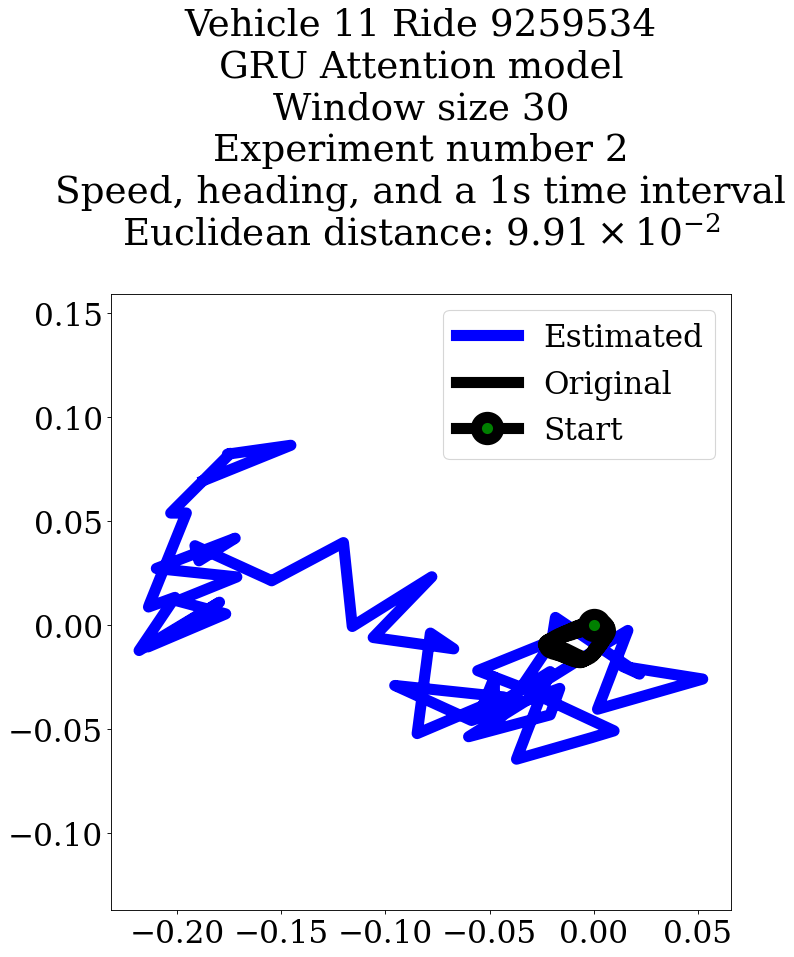 Vehicle 11 Ride 9259534
GRU Attention model
Window size 30
Experiment number 2
Speed, heading, and a 1s time interval
Euclidean distance: 9.91 × 10⁻²
Estimated
Original
Start
0.15
0.10
0.05
0.00
−0.05
−0.10
−0.20 −0.15 −0.10 −0.05 0.00 0.05